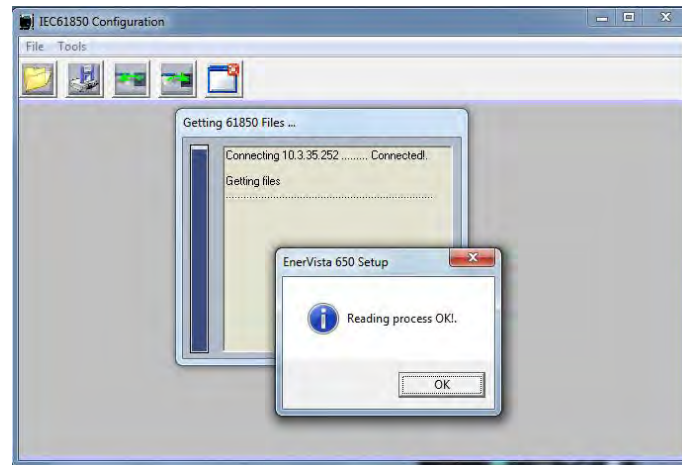 IEC61850 Configuration
File Tools
Getting 61850 Files ...
Connecting 10.3.35.252 ........ Connected!.
Getting files
..................................................................
EnerVista 650 Setup
Reading process OK!.
OK